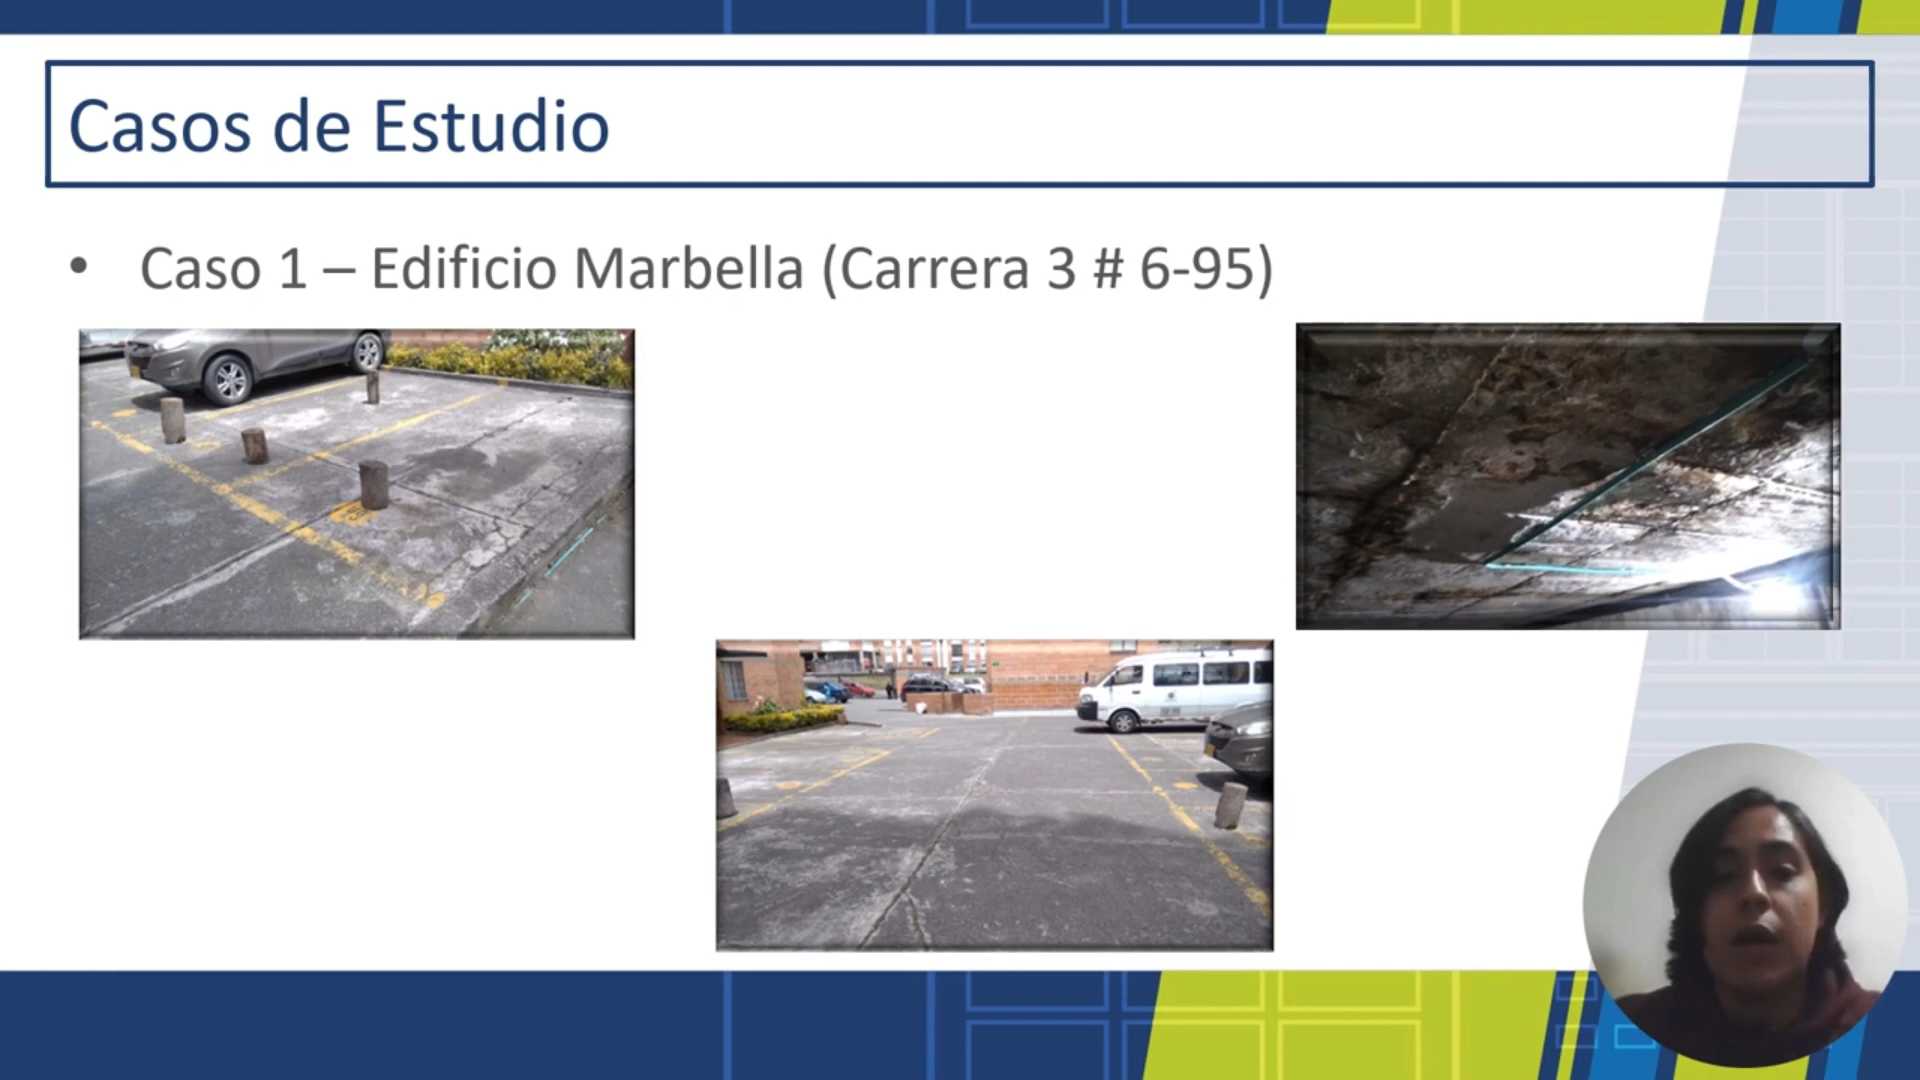 Casos de Estudio
• Caso 1 – Edificio Marbella (Carrera 3 # 6-95)